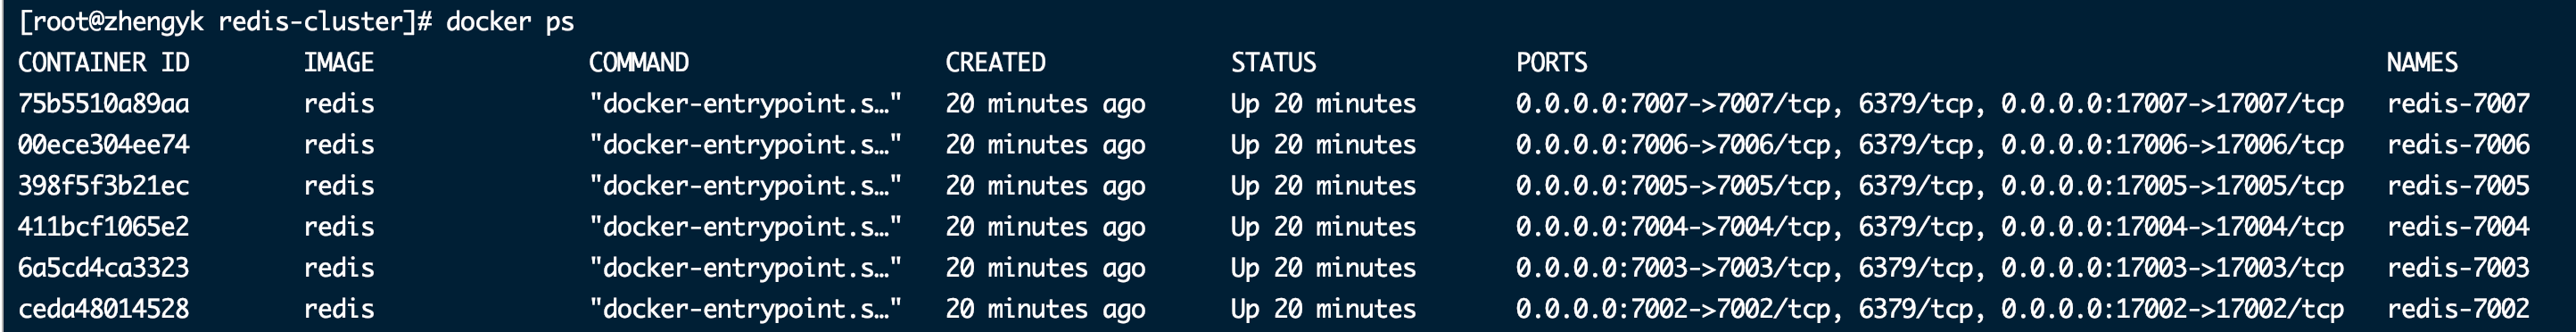 [root@zhengyk redis-cluster]# docker ps
CONTAINER ID IMAGE COMMAND CREATED STATUS PORTS NAMES
75b5510a89aa redis "docker-entrypoint.s…" 20 minutes ago Up 20 minutes 0.0.0.0:7007->7007/tcp, 6379/tcp, 0.0.0.0:17007->17007/tcp redis-7007
00ece304ee74 redis "docker-entrypoint.s…" 20 minutes ago Up 20 minutes 0.0.0.0:7006->7006/tcp, 6379/tcp, 0.0.0.0:17006->17006/tcp redis-7006
398f5f3b21ec redis "docker-entrypoint.s…" 20 minutes ago Up 20 minutes 0.0.0.0:7005->7005/tcp, 6379/tcp, 0.0.0.0:17005->17005/tcp redis-7005
411bcf1065e2 redis "docker-entrypoint.s…" 20 minutes ago Up 20 minutes 0.0.0.0:7004->7004/tcp, 6379/tcp, 0.0.0.0:17004->17004/tcp redis-7004
6a5cd4ca3323 redis "docker-entrypoint.s…" 20 minutes ago Up 20 minutes 0.0.0.0:7003->7003/tcp, 6379/tcp, 0.0.0.0:17003->17003/tcp redis-7003
ceda48014528 redis "docker-entrypoint.s…" 20 minutes ago Up 20 minutes 0.0.0.0:7002->7002/tcp, 6379/tcp, 0.0.0.0:17002->17002/tcp redis-7002